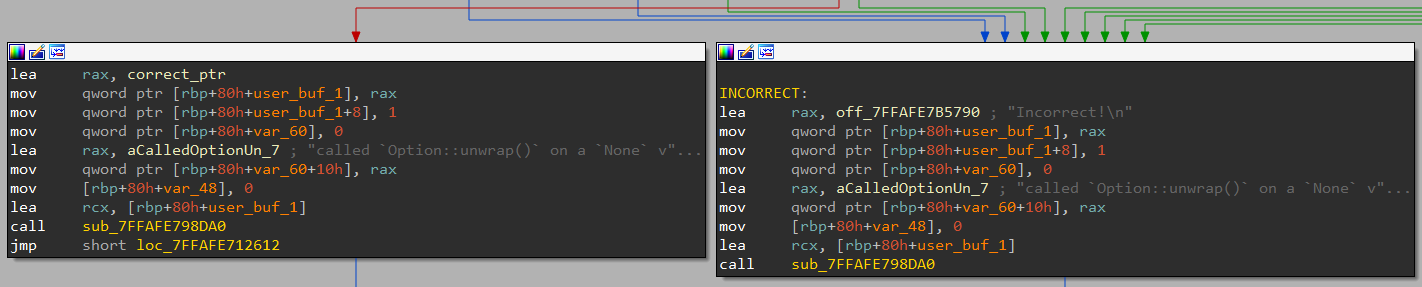 lea     rax, correct_ptr
mov     qword ptr [rbp+80h+user_buf_1], rax
mov     qword ptr [rbp+80h+user_buf_1+8], 1
mov     qword ptr [rbp+80h+var_60], 0
lea     rax, aCalledOptionUn_7 ; "called `Option::unwrap()` on a `None` v"...
mov     qword ptr [rbp+80h+var_60+10h], rax
mov     [rbp+80h+var_48], 0
lea     rcx, [rbp+80h+user_buf_1]
call    sub_7FFAFE798DA0
jmp     short loc_7FFAFE712612
INCORRECT:
lea     rax, off_7FFAFE7B5790 ; "Incorrect!\n"
mov     qword ptr [rbp+80h+user_buf_1], rax
mov     qword ptr [rbp+80h+user_buf_1+8], 1
mov     qword ptr [rbp+80h+var_60], 0
lea     rax, aCalledOptionUn_7 ; "called `Option::unwrap()` on a `None` v"...
mov     qword ptr [rbp+80h+var_60+10h], rax
mov     [rbp+80h+var_48], 0
lea     rcx, [rbp+80h+user_buf_1]
call    sub_7FFAFE798DA0